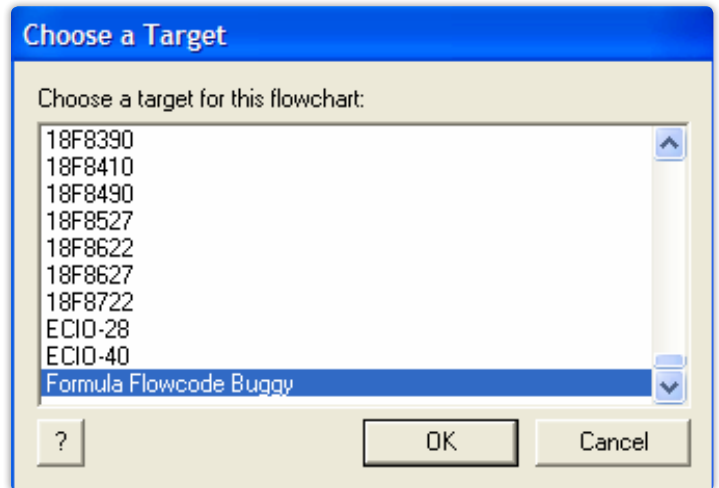 Choose a Target
Choose a target for this flowchart:
18F8390
18F8410
18F8490
18F8527
18F8622
18F8627
18F8722
ECIO-28
ECIO-40
Formula Flowcode Buggy
?
OK
Cancel